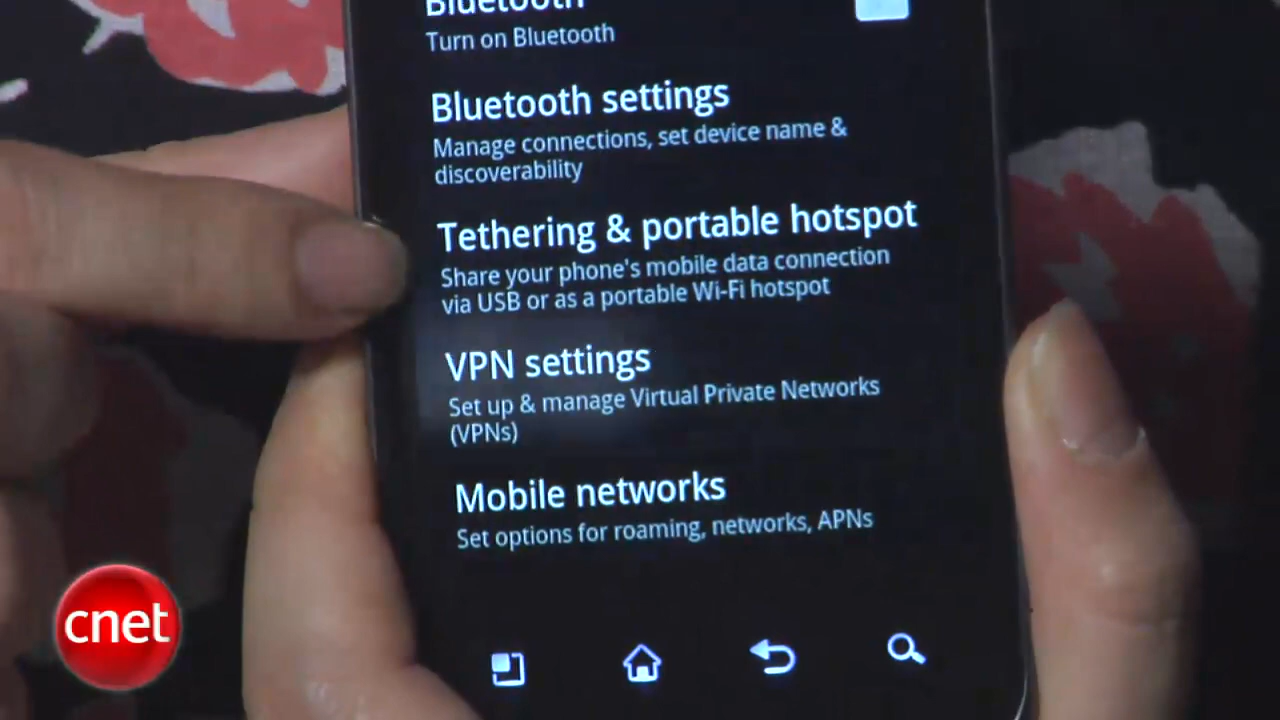 Bluetooth
Turn on Bluetooth
Bluetooth settings
Manage connections, set device name &
discoverability
Tethering & portable hotspot
Share your phone's mobile data connection
via USB or as a portable Wi-Fi hotspot
VPN settings
Set up & manage Virtual Private Networks
(VPNs)
Mobile networks
Set options for roaming, networks, APNs
cnet